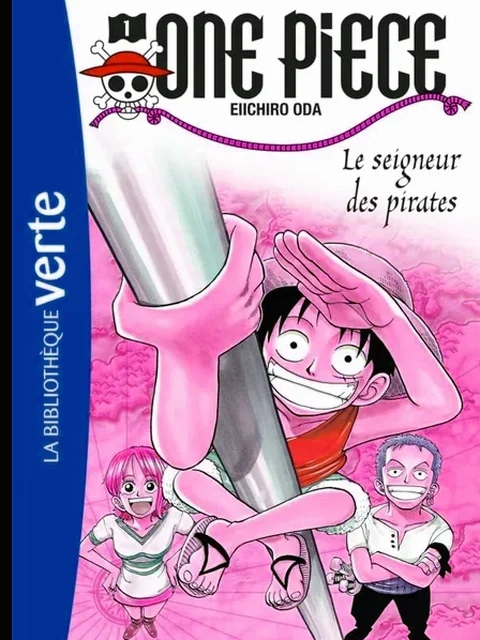 1
ONE PIECE
EIICHIRO ODA
Le seigneur
des pirates
LA BIBLIOTHÈQUE verte